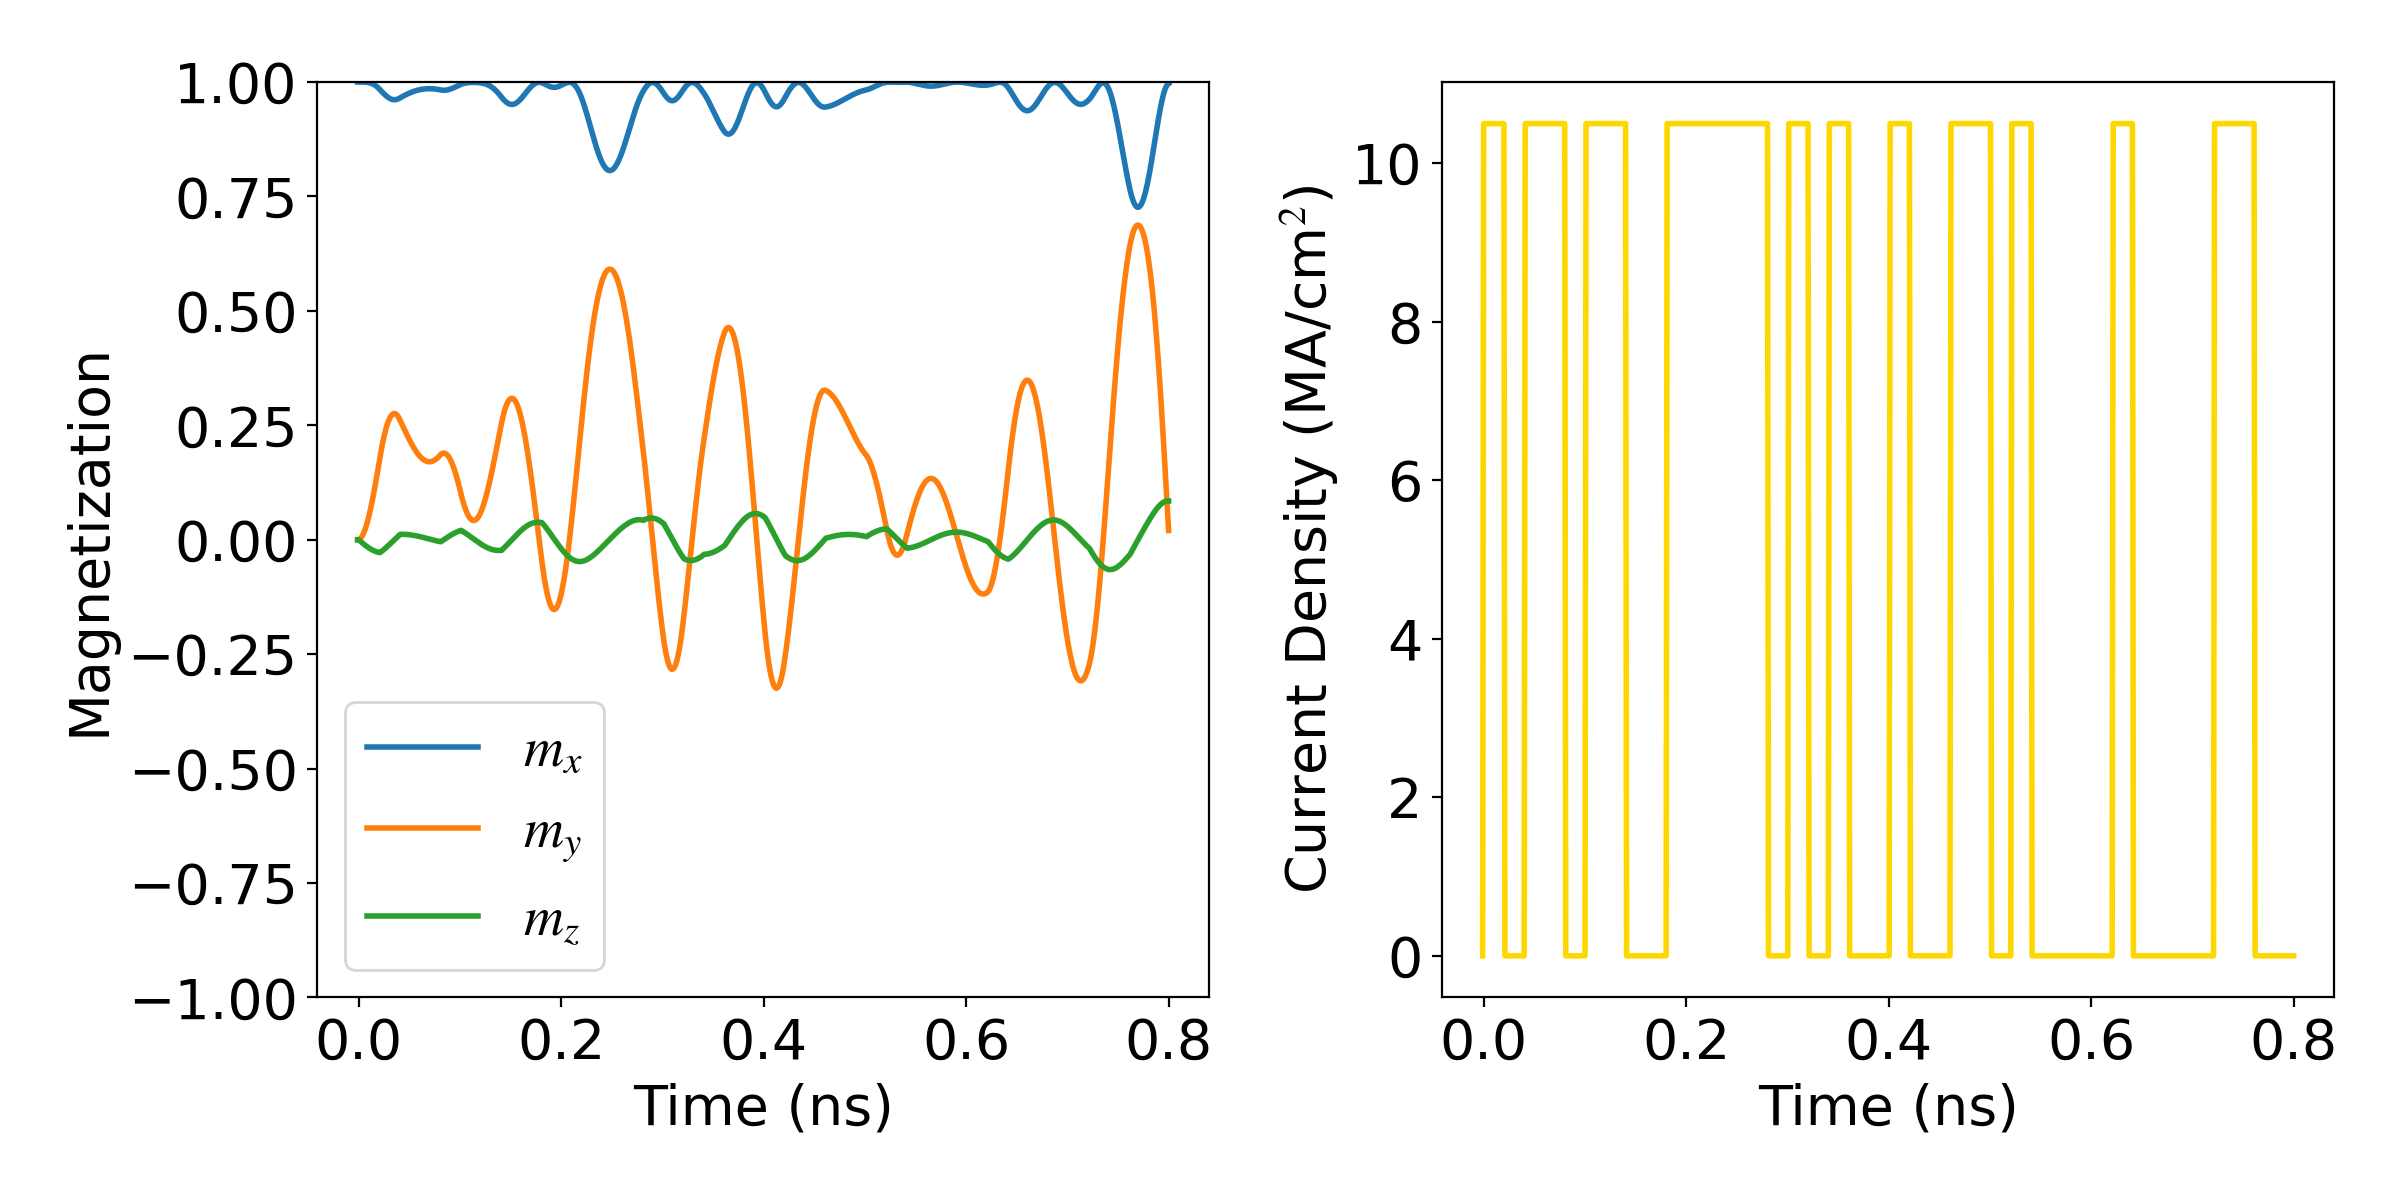 Magnetization
1.00
0.75
0.50
0.25
0.00
−0.25
−0.50
−0.75
−1.00
0.0 0.2 0.4 0.6 0.8
Time (ns)
m_x
m_y
m_z
Current Density (MA/cm²)
10
8
6
4
2
0
0.0 0.2 0.4 0.6 0.8
Time (ns)